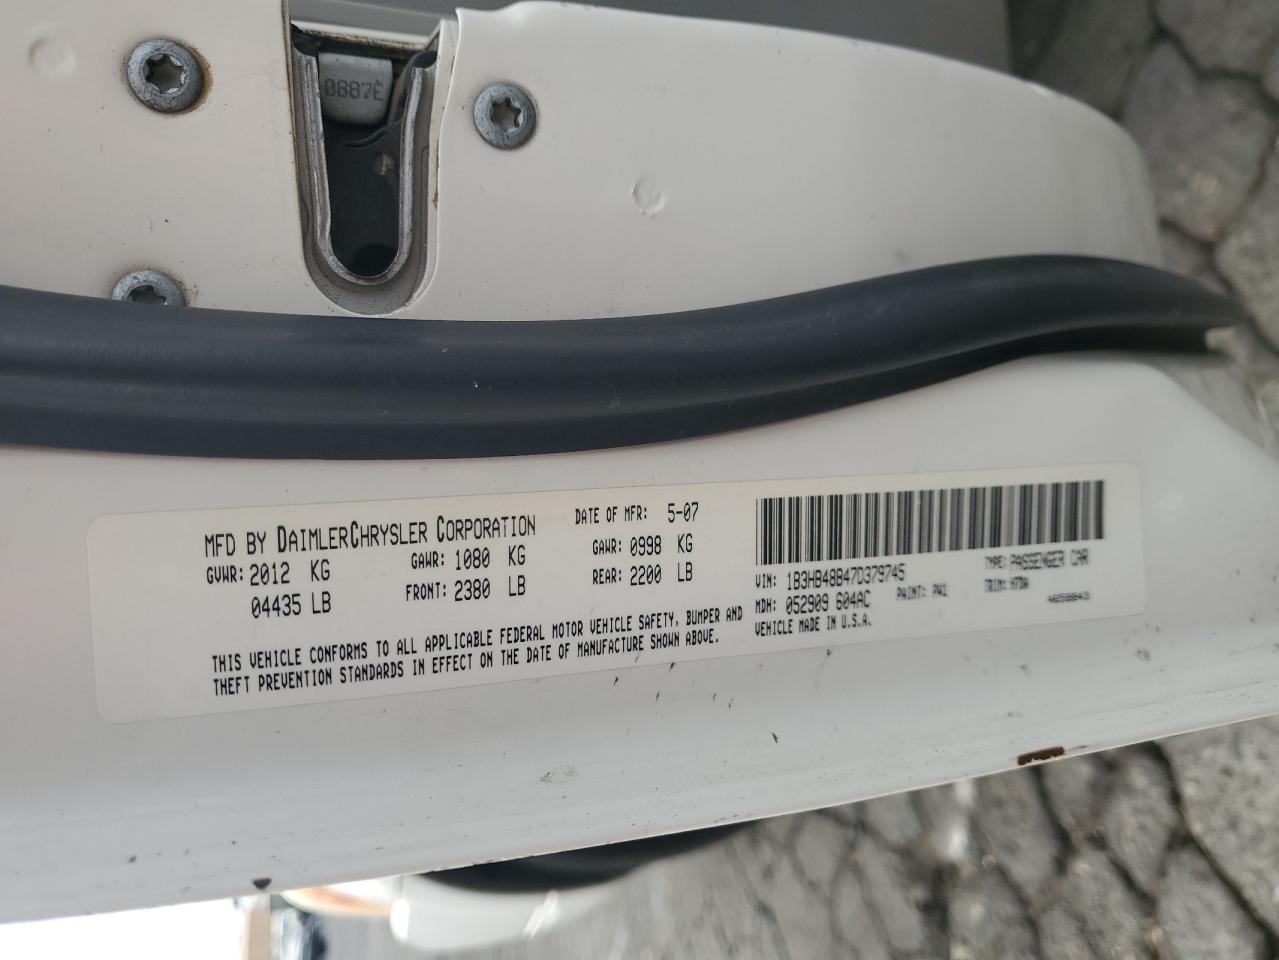 0887E
MFD BY DAIMLERCHRYSLER CORPORATION DATE OF MFR: 5-07
GVWR: 2012 KG GAWR: 1080 KG GAWR: 0998 KG
04435 LB FRONT: 2380 LB REAR: 2200 LB
THIS VEHICLE CONFORMS TO ALL APPLICABLE FEDERAL MOTOR VEHICLE SAFETY, BUMPER AND
THEFT PREVENTION STANDARDS IN EFFECT ON THE DATE OF MANUFACTURE SHOWN ABOVE.
VIN: 1B3HB48B47D379745 TYPE: PASSENGER CAR
MDH: 052909 604AC PAINT: PW1 TRIM: H7DA
VEHICLE MADE IN U.S.A.